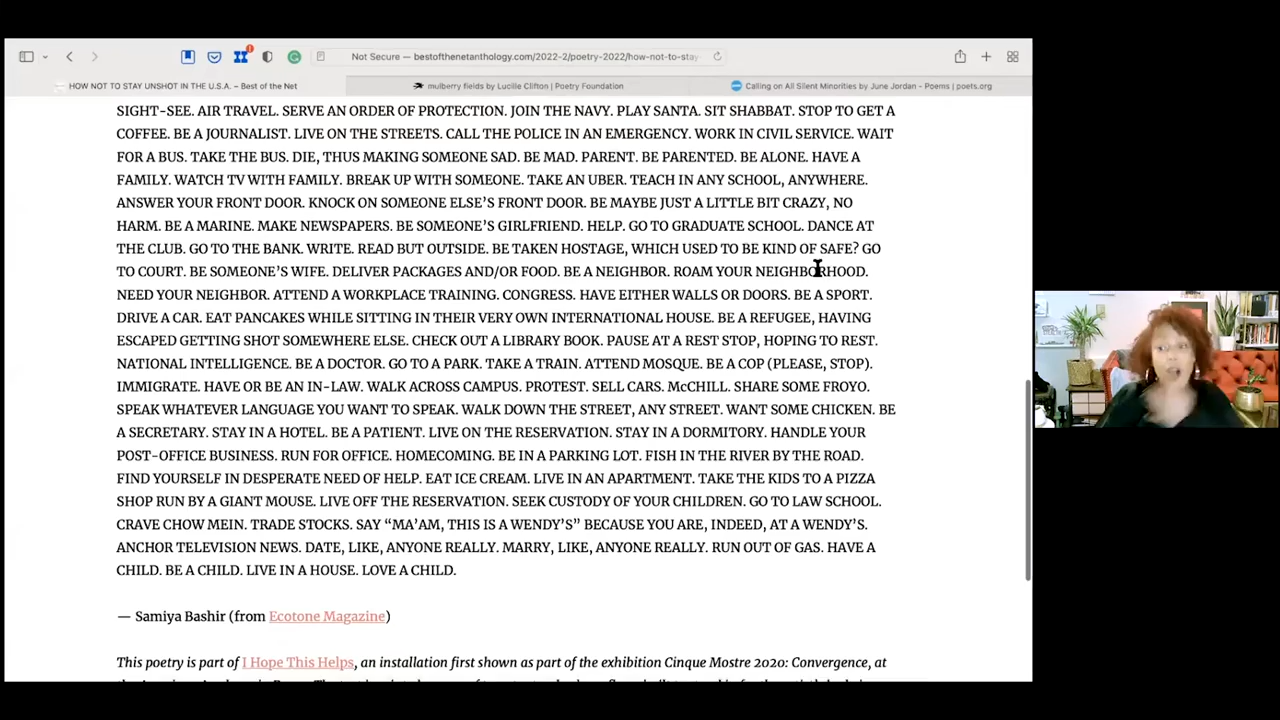 Not Secure — bestofthenetanthology.com/2022-2/poetry-2022/how-not-to-stay
HOW NOT TO STAY UNSHOT IN THE U.S.A. – Best of the Net
mulberry fields by Lucille Clifton | Poetry Foundation
Calling on All Silent Minorities by June Jordan - Poems | poets.org
SIGHT-SEE. AIR TRAVEL. SERVE AN ORDER OF PROTECTION. JOIN THE NAVY. PLAY SANTA. SIT SHABBAT. STOP TO GET A
COFFEE. BE A JOURNALIST. LIVE ON THE STREETS. CALL THE POLICE IN AN EMERGENCY. WORK IN CIVIL SERVICE. WAIT
FOR A BUS. TAKE THE BUS. DIE, THUS MAKING SOMEONE SAD. BE MAD. PARENT. BE PARENTED. BE ALONE. HAVE A
FAMILY. WATCH TV WITH FAMILY. BREAK UP WITH SOMEONE. TAKE AN UBER. TEACH IN ANY SCHOOL, ANYWHERE.
ANSWER YOUR FRONT DOOR. KNOCK ON SOMEONE ELSE’S FRONT DOOR. BE MAYBE JUST A LITTLE BIT CRAZY, NO
HARM. BE A MARINE. MAKE NEWSPAPERS. BE SOMEONE’S GIRLFRIEND. HELP. GO TO GRADUATE SCHOOL. DANCE AT
THE CLUB. GO TO THE BANK. WRITE. READ BUT OUTSIDE. BE TAKEN HOSTAGE, WHICH USED TO BE KIND OF SAFE? GO
TO COURT. BE SOMEONE’S WIFE. DELIVER PACKAGES AND/OR FOOD. BE A NEIGHBOR. ROAM YOUR NEIGHBORHOOD.
NEED YOUR NEIGHBOR. ATTEND A WORKPLACE TRAINING. CONGRESS. HAVE EITHER WALLS OR DOORS. BE A SPORT.
DRIVE A CAR. EAT PANCAKES WHILE SITTING IN THEIR VERY OWN INTERNATIONAL HOUSE. BE A REFUGEE, HAVING
ESCAPED GETTING SHOT SOMEWHERE ELSE. CHECK OUT A LIBRARY BOOK. PAUSE AT A REST STOP, HOPING TO REST.
NATIONAL INTELLIGENCE. BE A DOCTOR. GO TO A PARK. TAKE A TRAIN. ATTEND MOSQUE. BE A COP (PLEASE, STOP).
IMMIGRATE. HAVE OR BE AN IN-LAW. WALK ACROSS CAMPUS. PROTEST. SELL CARS. McCHILL. SHARE SOME FROYO.
SPEAK WHATEVER LANGUAGE YOU WANT TO SPEAK. WALK DOWN THE STREET, ANY STREET. WANT SOME CHICKEN. BE
A SECRETARY. STAY IN A HOTEL. BE A PATIENT. LIVE ON THE RESERVATION. STAY IN A DORMITORY. HANDLE YOUR
POST-OFFICE BUSINESS. RUN FOR OFFICE. HOMECOMING. BE IN A PARKING LOT. FISH IN THE RIVER BY THE ROAD.
FIND YOURSELF IN DESPERATE NEED OF HELP. EAT ICE CREAM. LIVE IN AN APARTMENT. TAKE THE KIDS TO A PIZZA
SHOP RUN BY A GIANT MOUSE. LIVE OFF THE RESERVATION. SEEK CUSTODY OF YOUR CHILDREN. GO TO LAW SCHOOL.
CRAVE CHOW MEIN. TRADE STOCKS. SAY “MA’AM, THIS IS A WENDY’S” BECAUSE YOU ARE, INDEED, AT A WENDY’S.
ANCHOR TELEVISION NEWS. DATE, LIKE, ANYONE REALLY. MARRY, LIKE, ANYONE REALLY. RUN OUT OF GAS. HAVE A
CHILD. BE A CHILD. LIVE IN A HOUSE. LOVE A CHILD.
— Samiya Bashir (from Ecotone Magazine)
This poetry is part of I Hope This Helps, an installation first shown as part of the exhibition Cinque Mostre 2020: Convergence, at